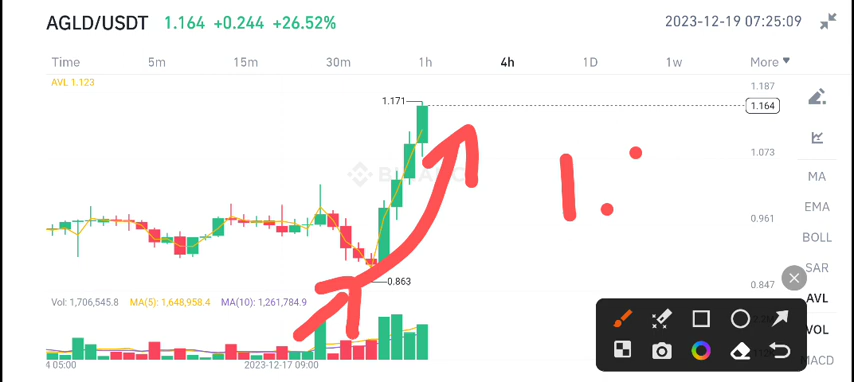 AGLD/USDT 1.164 +0.244 +26.52% 2023-12-19 07:25:09
Time 5m 15m 30m 1h 4h 1D 1w More
AVL 1.123
1.187
1.171
1.164
1.073
MA
EMA
0.961
BOLL
SAR
0.863
0.847
AVL
Vol: 1,706,545.8 MA(5): 1,648,958.4 MA(10): 1,261,784.9
VOL
MACD
4 05:00 2023-12-17 09:00
1.